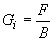 G_i = F/B